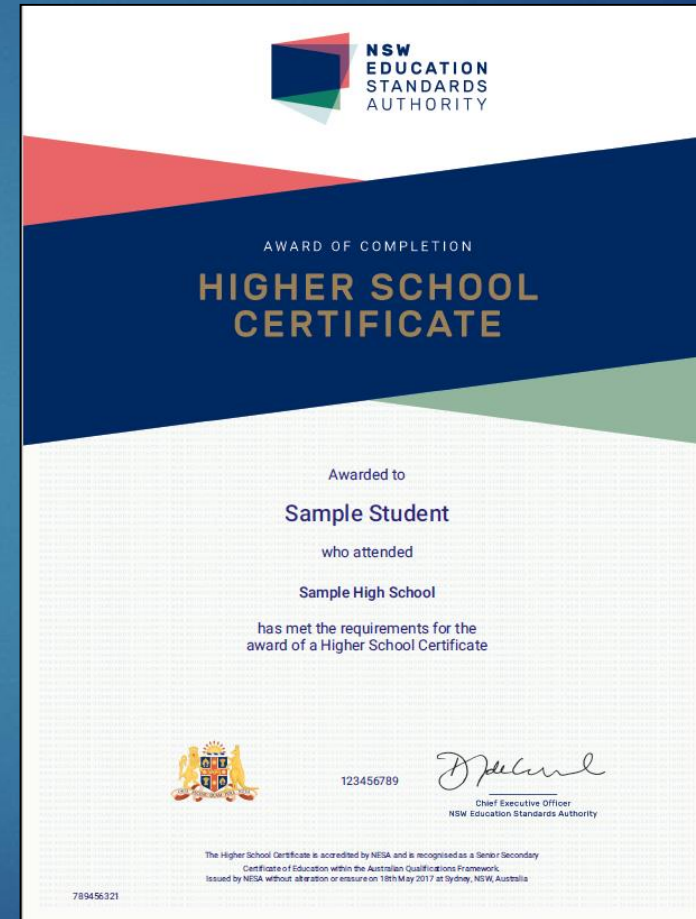 NSW
EDUCATION
STANDARDS
AUTHORITY
AWARD OF COMPLETION
HIGHER SCHOOL
CERTIFICATE
Awarded to
Sample Student
who attended
Sample High School
has met the requirements for the
award of a Higher School Certificate
123456789
Chief Executive Officer
NSW Education Standards Authority
The Higher School Certificate is accredited by NESA and is recognised as a Senior Secondary
Certificate of Education within the Australian Qualifications Framework.
Issued by NESA without alteration or erasure on 18th May 2017 at Sydney, NSW, Australia
789456321